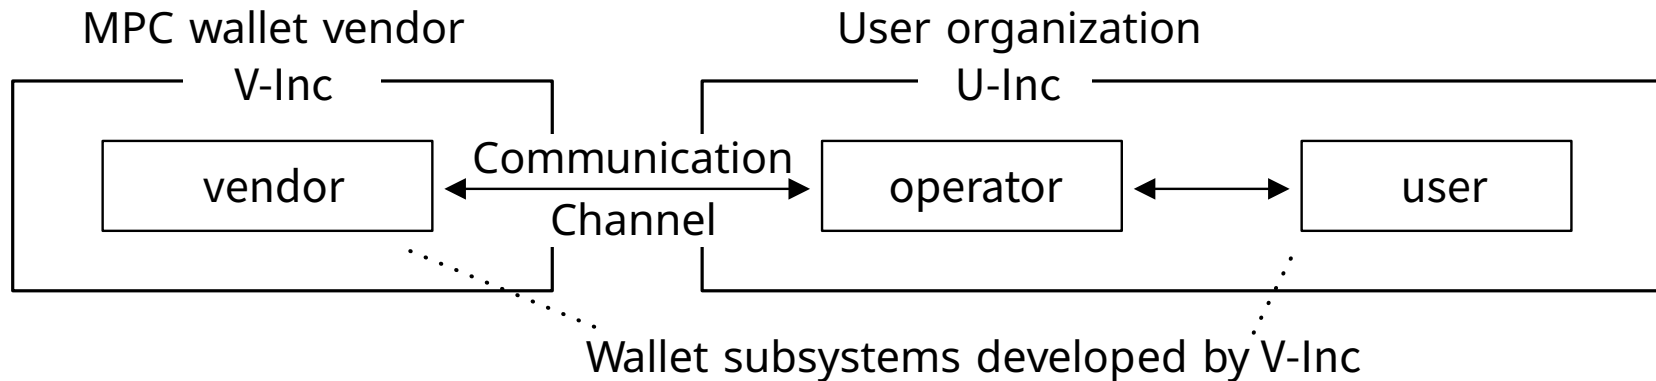 MPC wallet vendor
User organization
V-Inc
U-Inc
vendor
Communication
Channel
operator
user
Wallet subsystems developed by V-Inc